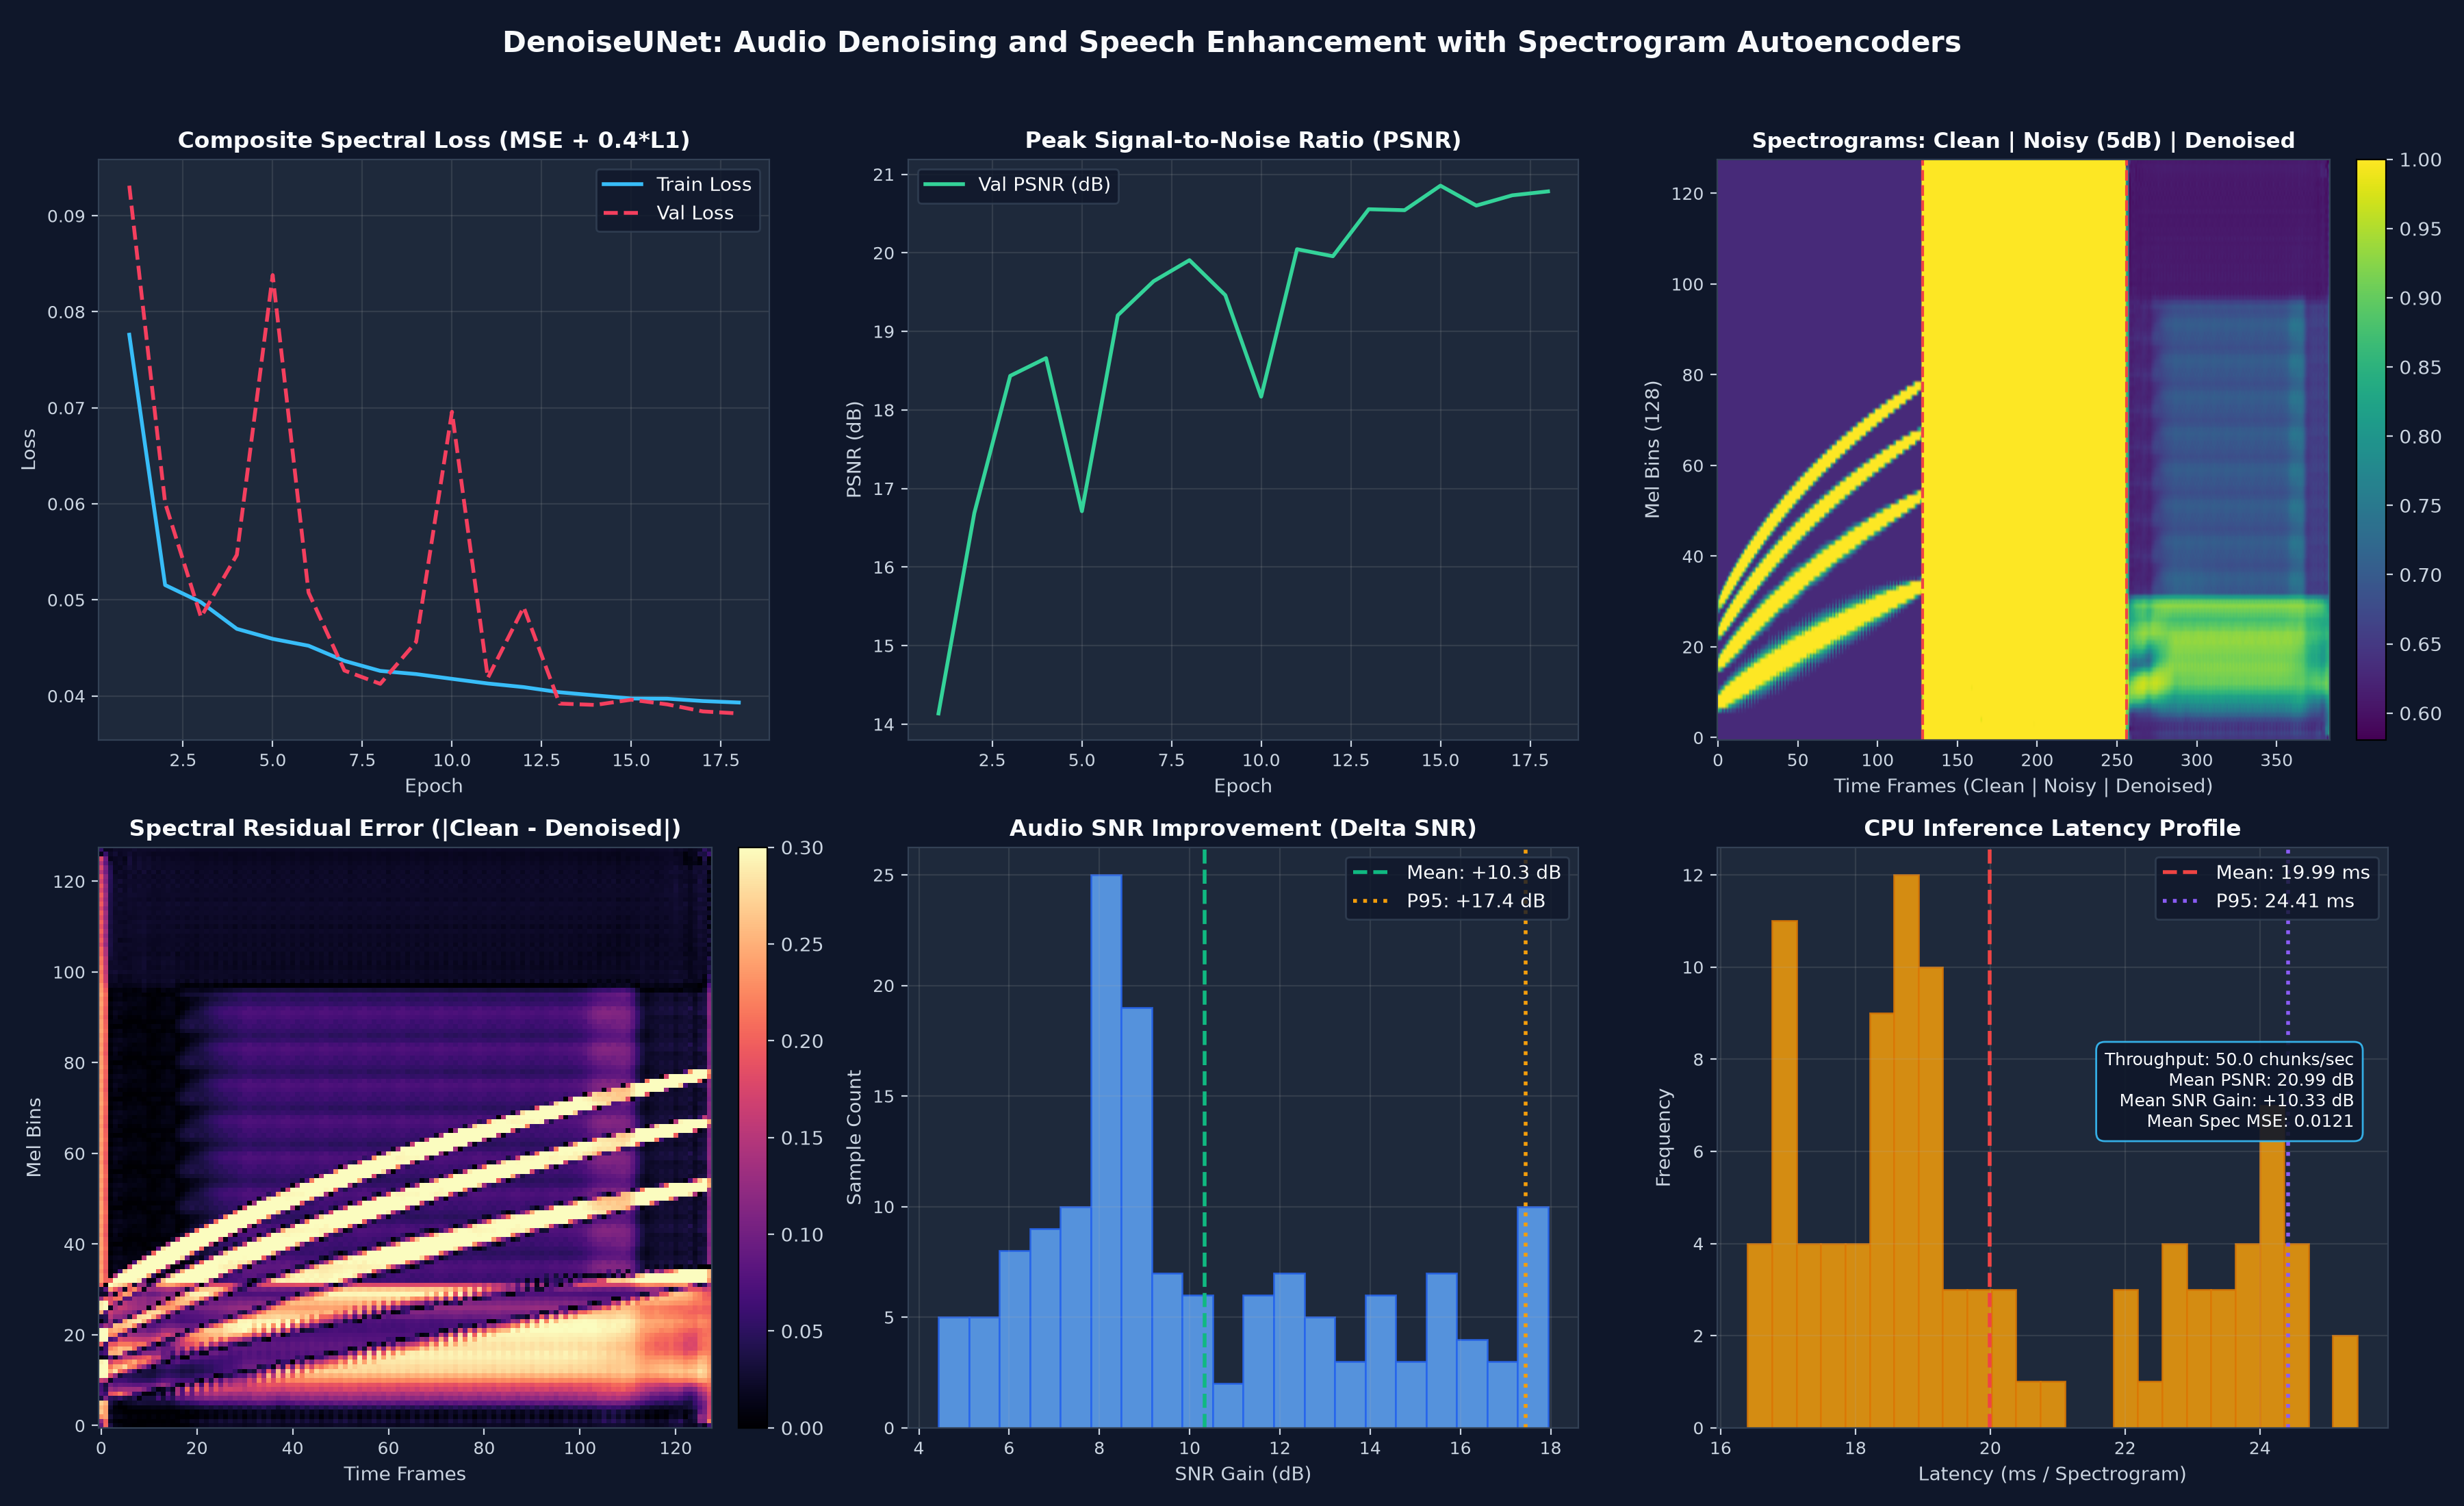 DenoiseUNet: Audio Denoising and Speech Enhancement with Spectrogram Autoencoders
Composite Spectral Loss (MSE + 0.4*L1)
Train Loss
Val Loss
0.09
0.08
0.07
0.06
0.05
0.04
Loss
2.5 5.0 7.5 10.0 12.5 15.0 17.5
Epoch
Peak Signal-to-Noise Ratio (PSNR)
Val PSNR (dB)
21
20
19
18
17
16
15
14
PSNR (dB)
2.5 5.0 7.5 10.0 12.5 15.0 17.5
Epoch
Spectrograms: Clean | Noisy (5dB) | Denoised
120
100
80
60
40
20
0
Mel Bins (128)
0 50 100 150 200 250 300 350
Time Frames (Clean | Noisy | Denoised)
1.00
0.95
0.90
0.85
0.80
0.75
0.70
0.65
0.60
Spectral Residual Error (|Clean - Denoised|)
120
100
80
60
40
20
0
Mel Bins
0 20 40 60 80 100 120
Time Frames
0.30
0.25
0.20
0.15
0.10
0.05
0.00
Audio SNR Improvement (Delta SNR)
Mean: +10.3 dB
P95: +17.4 dB
25
20
15
10
5
0
Sample Count
4 6 8 10 12 14 16 18
SNR Gain (dB)
CPU Inference Latency Profile
Mean: 19.99 ms
P95: 24.41 ms
12
10
8
6
4
2
0
Frequency
Throughput: 50.0 chunks/sec
Mean PSNR: 20.99 dB
Mean SNR Gain: +10.33 dB
Mean Spec MSE: 0.0121
16 18 20 22 24
Latency (ms / Spectrogram)